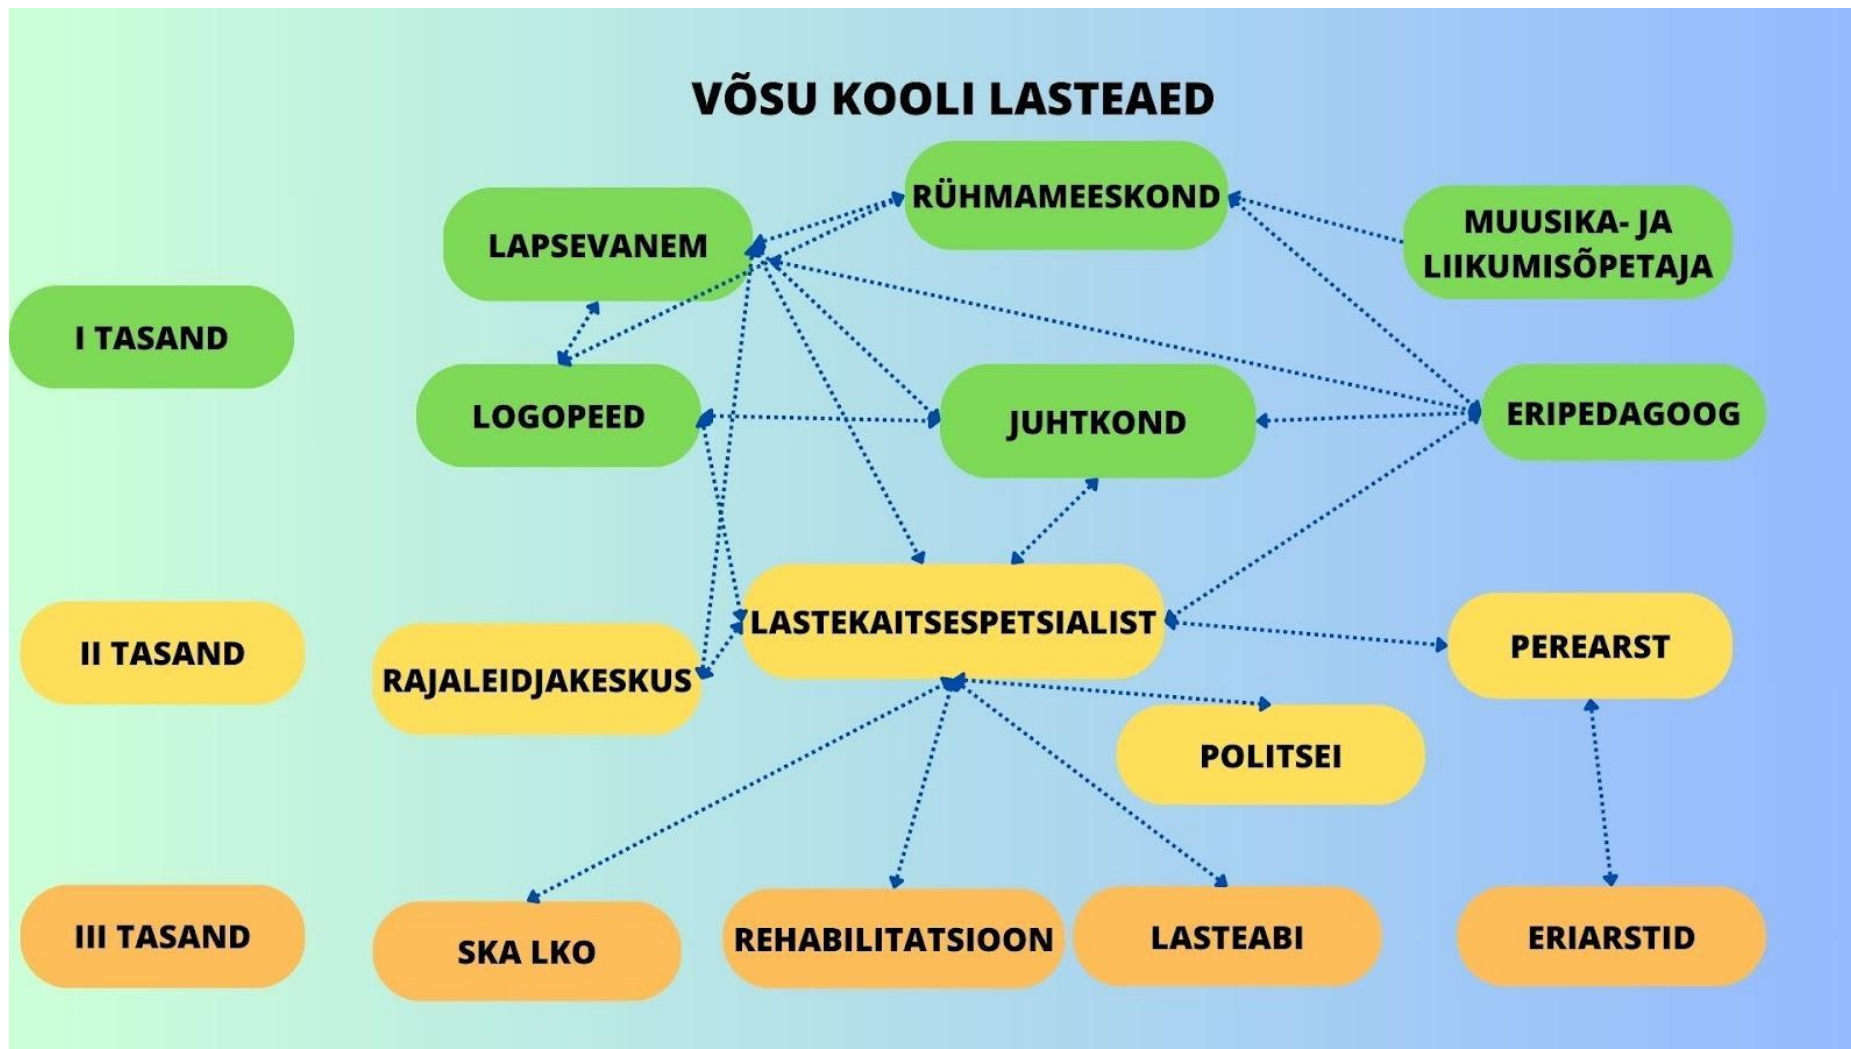 VÕSU KOOLI LASTEAED
RÜHMAMEESKOND
LAPSEVANEM
MUUSIKA- JA
LIIKUMISÕPETAJA
I TASAND
LOGOPEED
JUHTKOND
ERIPEDAGOOG
II TASAND
RAJALEIDJAKESKUS
LASTEKAITSESPETSIALIST
PEREARST
POLITSEI
III TASAND
SKA LKO
REHABILITATSIOON
LASTEABI
ERIARSTID